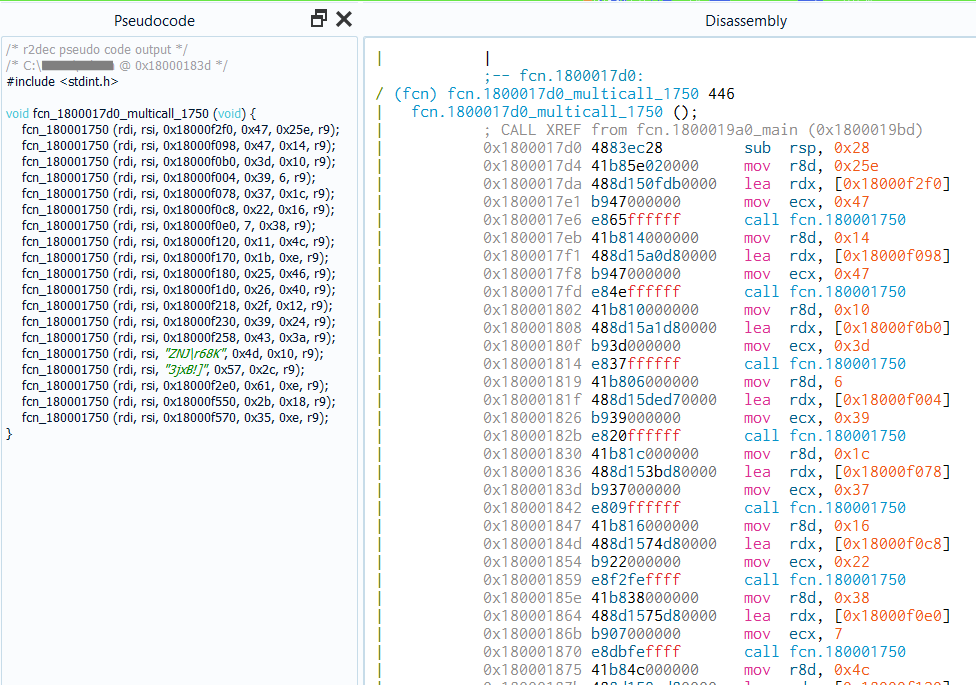 Pseudocode
/* r2dec pseudo code output */
/* C:\ @ 0x18000183d */
#include <stdint.h>
void fcn_1800017d0_multicall_1750 (void) {
fcn_180001750 (rdi, rsi, 0x18000f2f0, 0x47, 0x25e, r9);
fcn_180001750 (rdi, rsi, 0x18000f098, 0x47, 0x14, r9);
fcn_180001750 (rdi, rsi, 0x18000f0b0, 0x3d, 0x10, r9);
fcn_180001750 (rdi, rsi, 0x18000f004, 0x39, 6, r9);
fcn_180001750 (rdi, rsi, 0x18000f078, 0x37, 0x1c, r9);
fcn_180001750 (rdi, rsi, 0x18000f0c8, 0x22, 0x16, r9);
fcn_180001750 (rdi, rsi, 0x18000f0e0, 7, 0x38, r9);
fcn_180001750 (rdi, rsi, 0x18000f120, 0x11, 0x4c, r9);
fcn_180001750 (rdi, rsi, 0x18000f170, 0x1b, 0xe, r9);
fcn_180001750 (rdi, rsi, 0x18000f180, 0x25, 0x46, r9);
fcn_180001750 (rdi, rsi, 0x18000f1d0, 0x26, 0x40, r9);
fcn_180001750 (rdi, rsi, 0x18000f218, 0x2f, 0x12, r9);
fcn_180001750 (rdi, rsi, 0x18000f230, 0x39, 0x24, r9);
fcn_180001750 (rdi, rsi, 0x18000f258, 0x43, 0x3a, r9);
fcn_180001750 (rdi, rsi, "ZNJ|r68K", 0x4d, 0x10, r9);
fcn_180001750 (rdi, rsi, "3jxB!]", 0x57, 0x2c, r9);
fcn_180001750 (rdi, rsi, 0x18000f2e0, 0x61, 0xe, r9);
fcn_180001750 (rdi, rsi, 0x18000f550, 0x2b, 0x18, r9);
fcn_180001750 (rdi, rsi, 0x18000f570, 0x35, 0xe, r9);
}
Disassembly
| |
;-- fcn.1800017d0:
/ (fcn) fcn.1800017d0_multicall_1750 446
| fcn.1800017d0_multicall_1750 ();
| ; CALL XREF from fcn.1800019a0_main (0x1800019bd)
| 0x1800017d0 4883ec28 sub rsp, 0x28
| 0x1800017d4 41b85e020000 mov r8d, 0x25e
| 0x1800017da 488d150fdb0000 lea rdx, [0x18000f2f0]
| 0x1800017e1 b947000000 mov ecx, 0x47
| 0x1800017e6 e865ffffff call fcn.180001750
| 0x1800017eb 41b814000000 mov r8d, 0x14
| 0x1800017f1 488d15a0d80000 lea rdx, [0x18000f098]
| 0x1800017f8 b947000000 mov ecx, 0x47
| 0x1800017fd e84effffff call fcn.180001750
| 0x180001802 41b810000000 mov r8d, 0x10
| 0x180001808 488d15a1d80000 lea rdx, [0x18000f0b0]
| 0x18000180f b93d000000 mov ecx, 0x3d
| 0x180001814 e837ffffff call fcn.180001750
| 0x180001819 41b806000000 mov r8d, 6
| 0x18000181f 488d15ded70000 lea rdx, [0x18000f004]
| 0x180001826 b939000000 mov ecx, 0x39
| 0x18000182b e820ffffff call fcn.180001750
| 0x180001830 41b81c000000 mov r8d, 0x1c
| 0x180001836 488d153bd80000 lea rdx, [0x18000f078]
| 0x18000183d b937000000 mov ecx, 0x37
| 0x180001842 e809ffffff call fcn.180001750
| 0x180001847 41b816000000 mov r8d, 0x16
| 0x18000184d 488d1574d80000 lea rdx, [0x18000f0c8]
| 0x180001854 b922000000 mov ecx, 0x22
| 0x180001859 e8f2feffff call fcn.180001750
| 0x18000185e 41b838000000 mov r8d, 0x38
| 0x180001864 488d1575d80000 lea rdx, [0x18000f0e0]
| 0x18000186b b907000000 mov ecx, 7
| 0x180001870 e8dbfeffff call fcn.180001750
| 0x180001875 41b84c000000 mov r8d, 0x4c